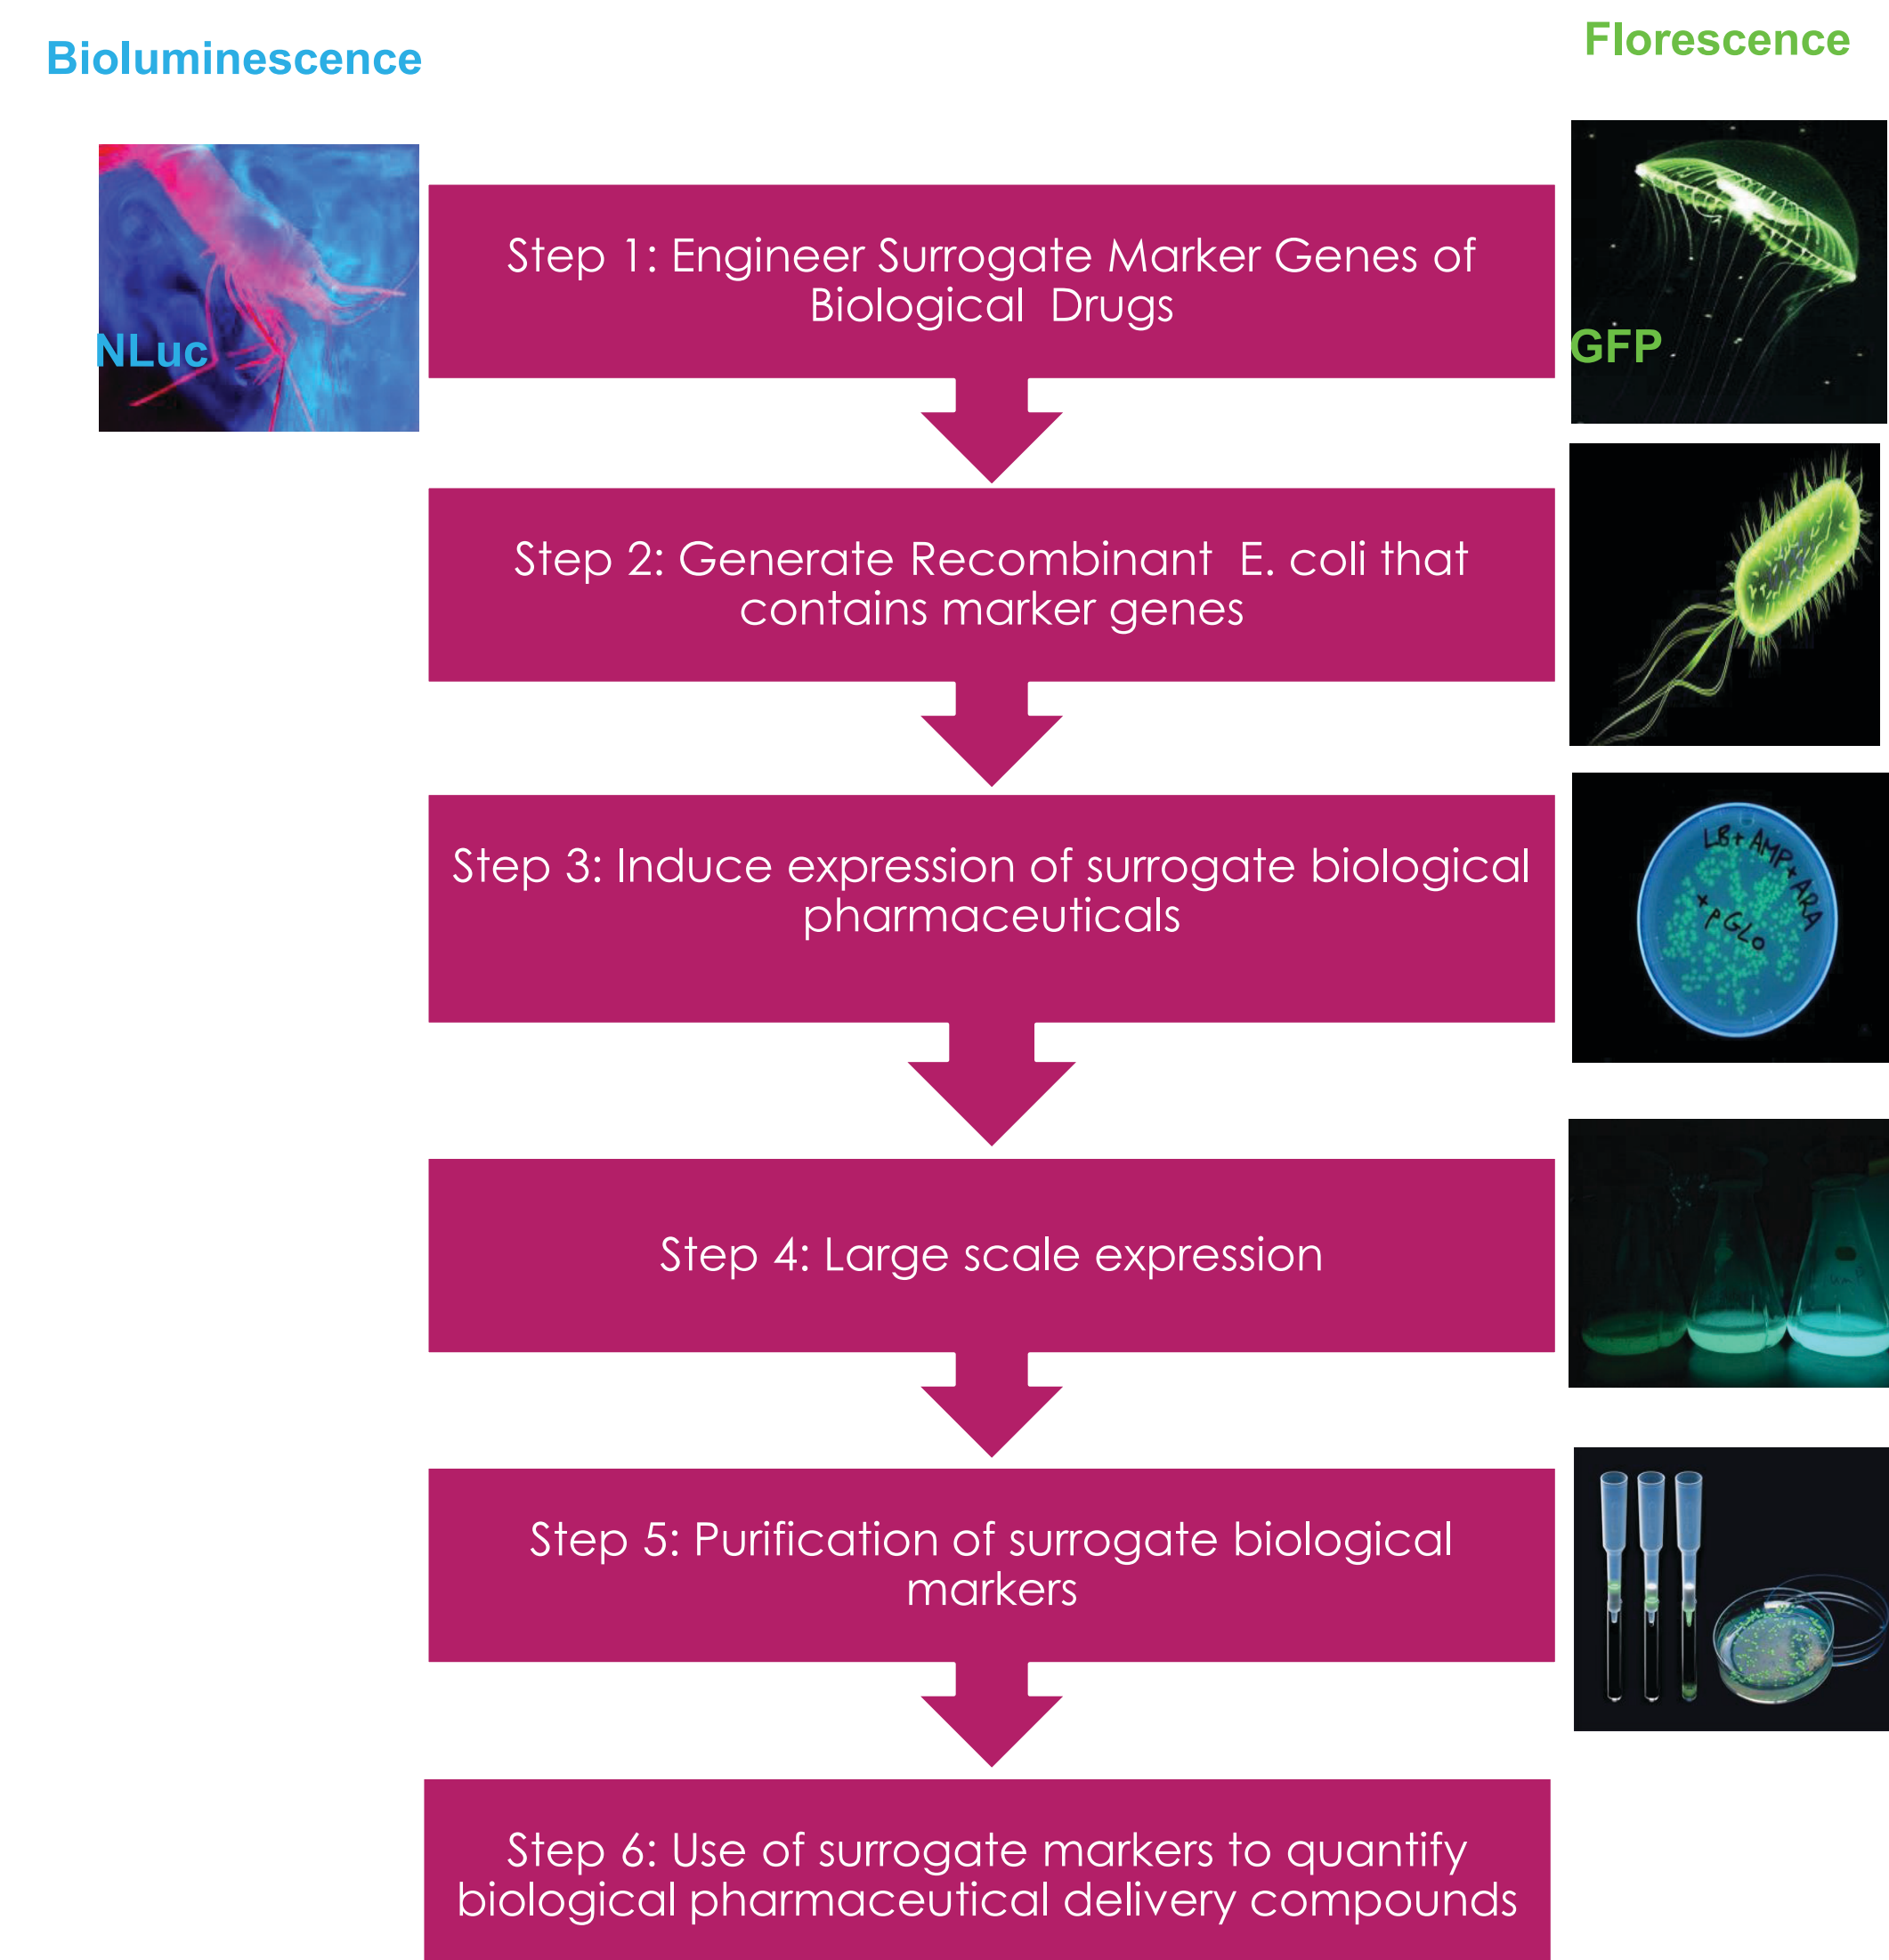 Bioluminescence
Florescence
NLuc
GFP
Step 1: Engineer Surrogate Marker Genes of
Biological Drugs
Step 2: Generate Recombinant E. coli that
contains marker genes
Step 3: Induce expression of surrogate biological
pharmaceuticals
LB+ AMP+ ARA
+ pGLo
Step 4: Large scale expression
Step 5: Purification of surrogate biological
markers
Step 6: Use of surrogate markers to quantify
biological pharmaceutical delivery compounds